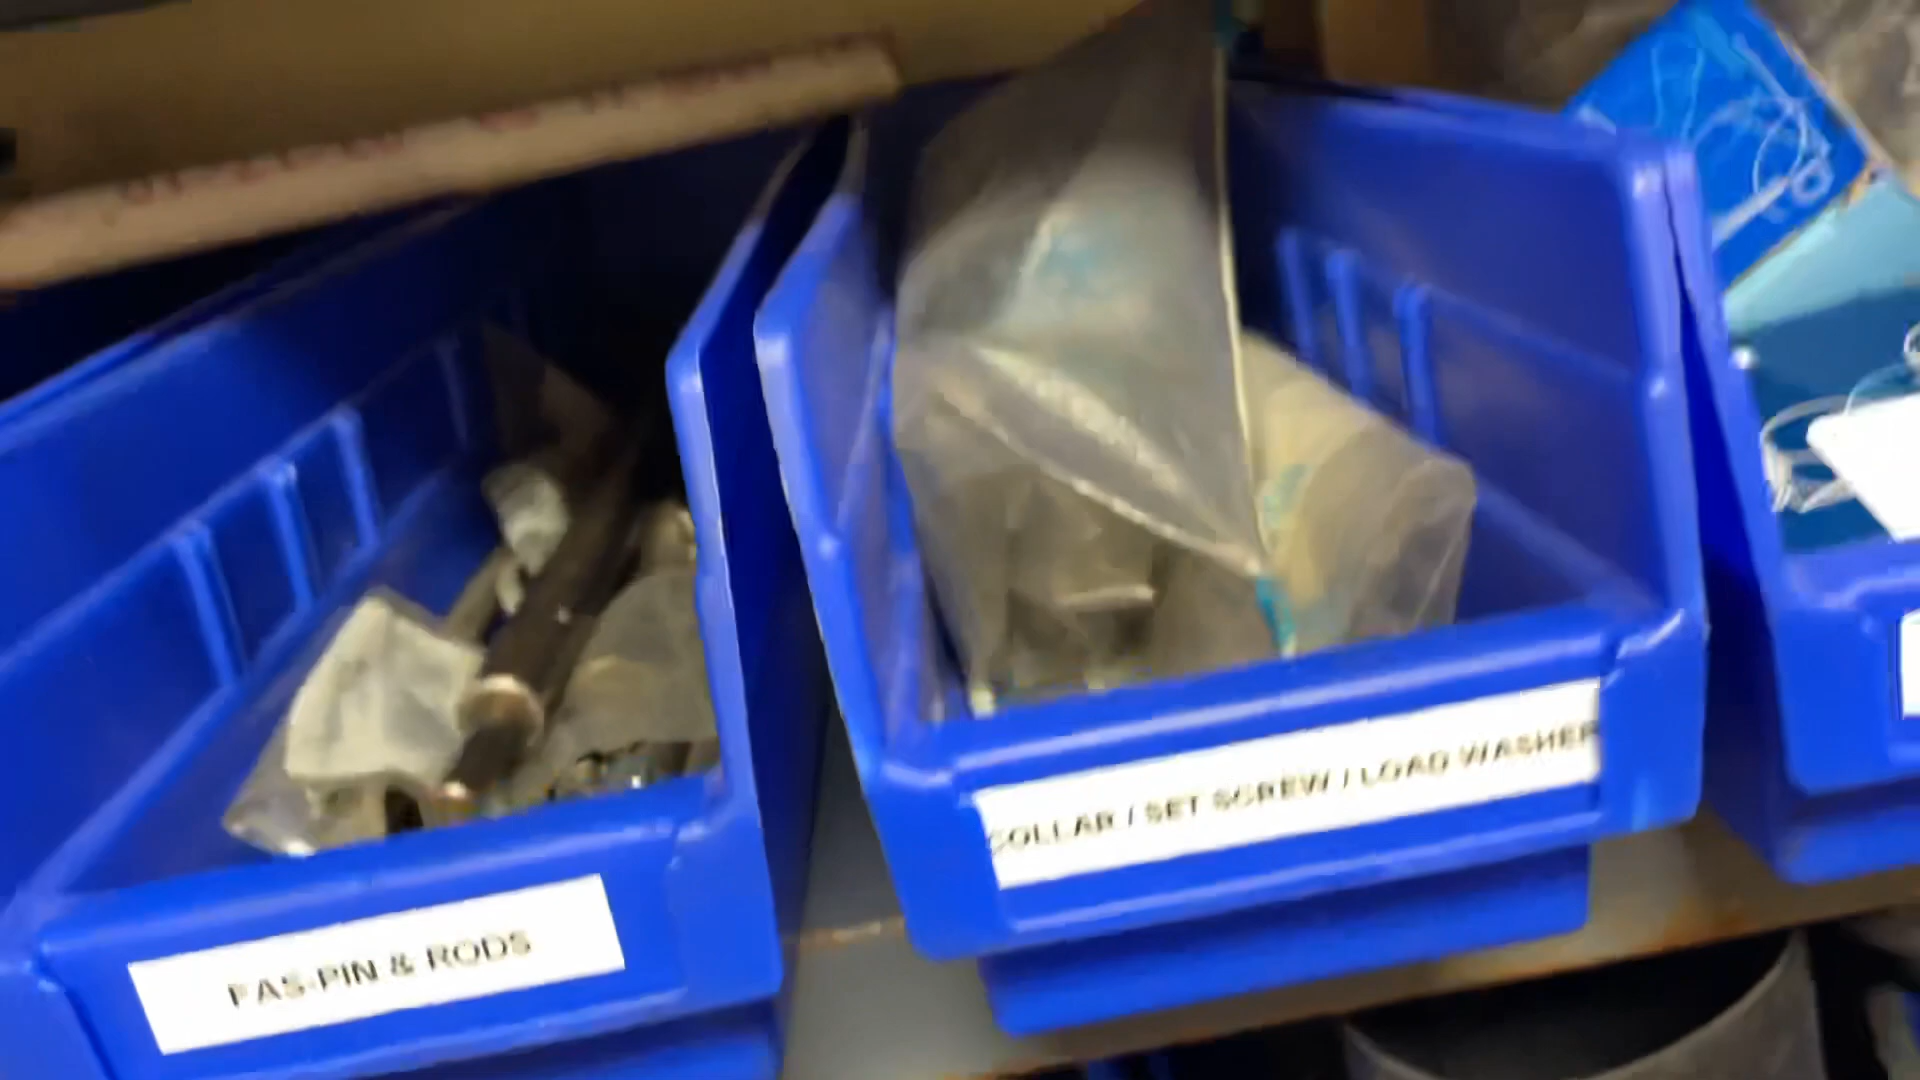 FAS-PIN & RODS
COLLAR / SET SCREW / LOAD WASHER